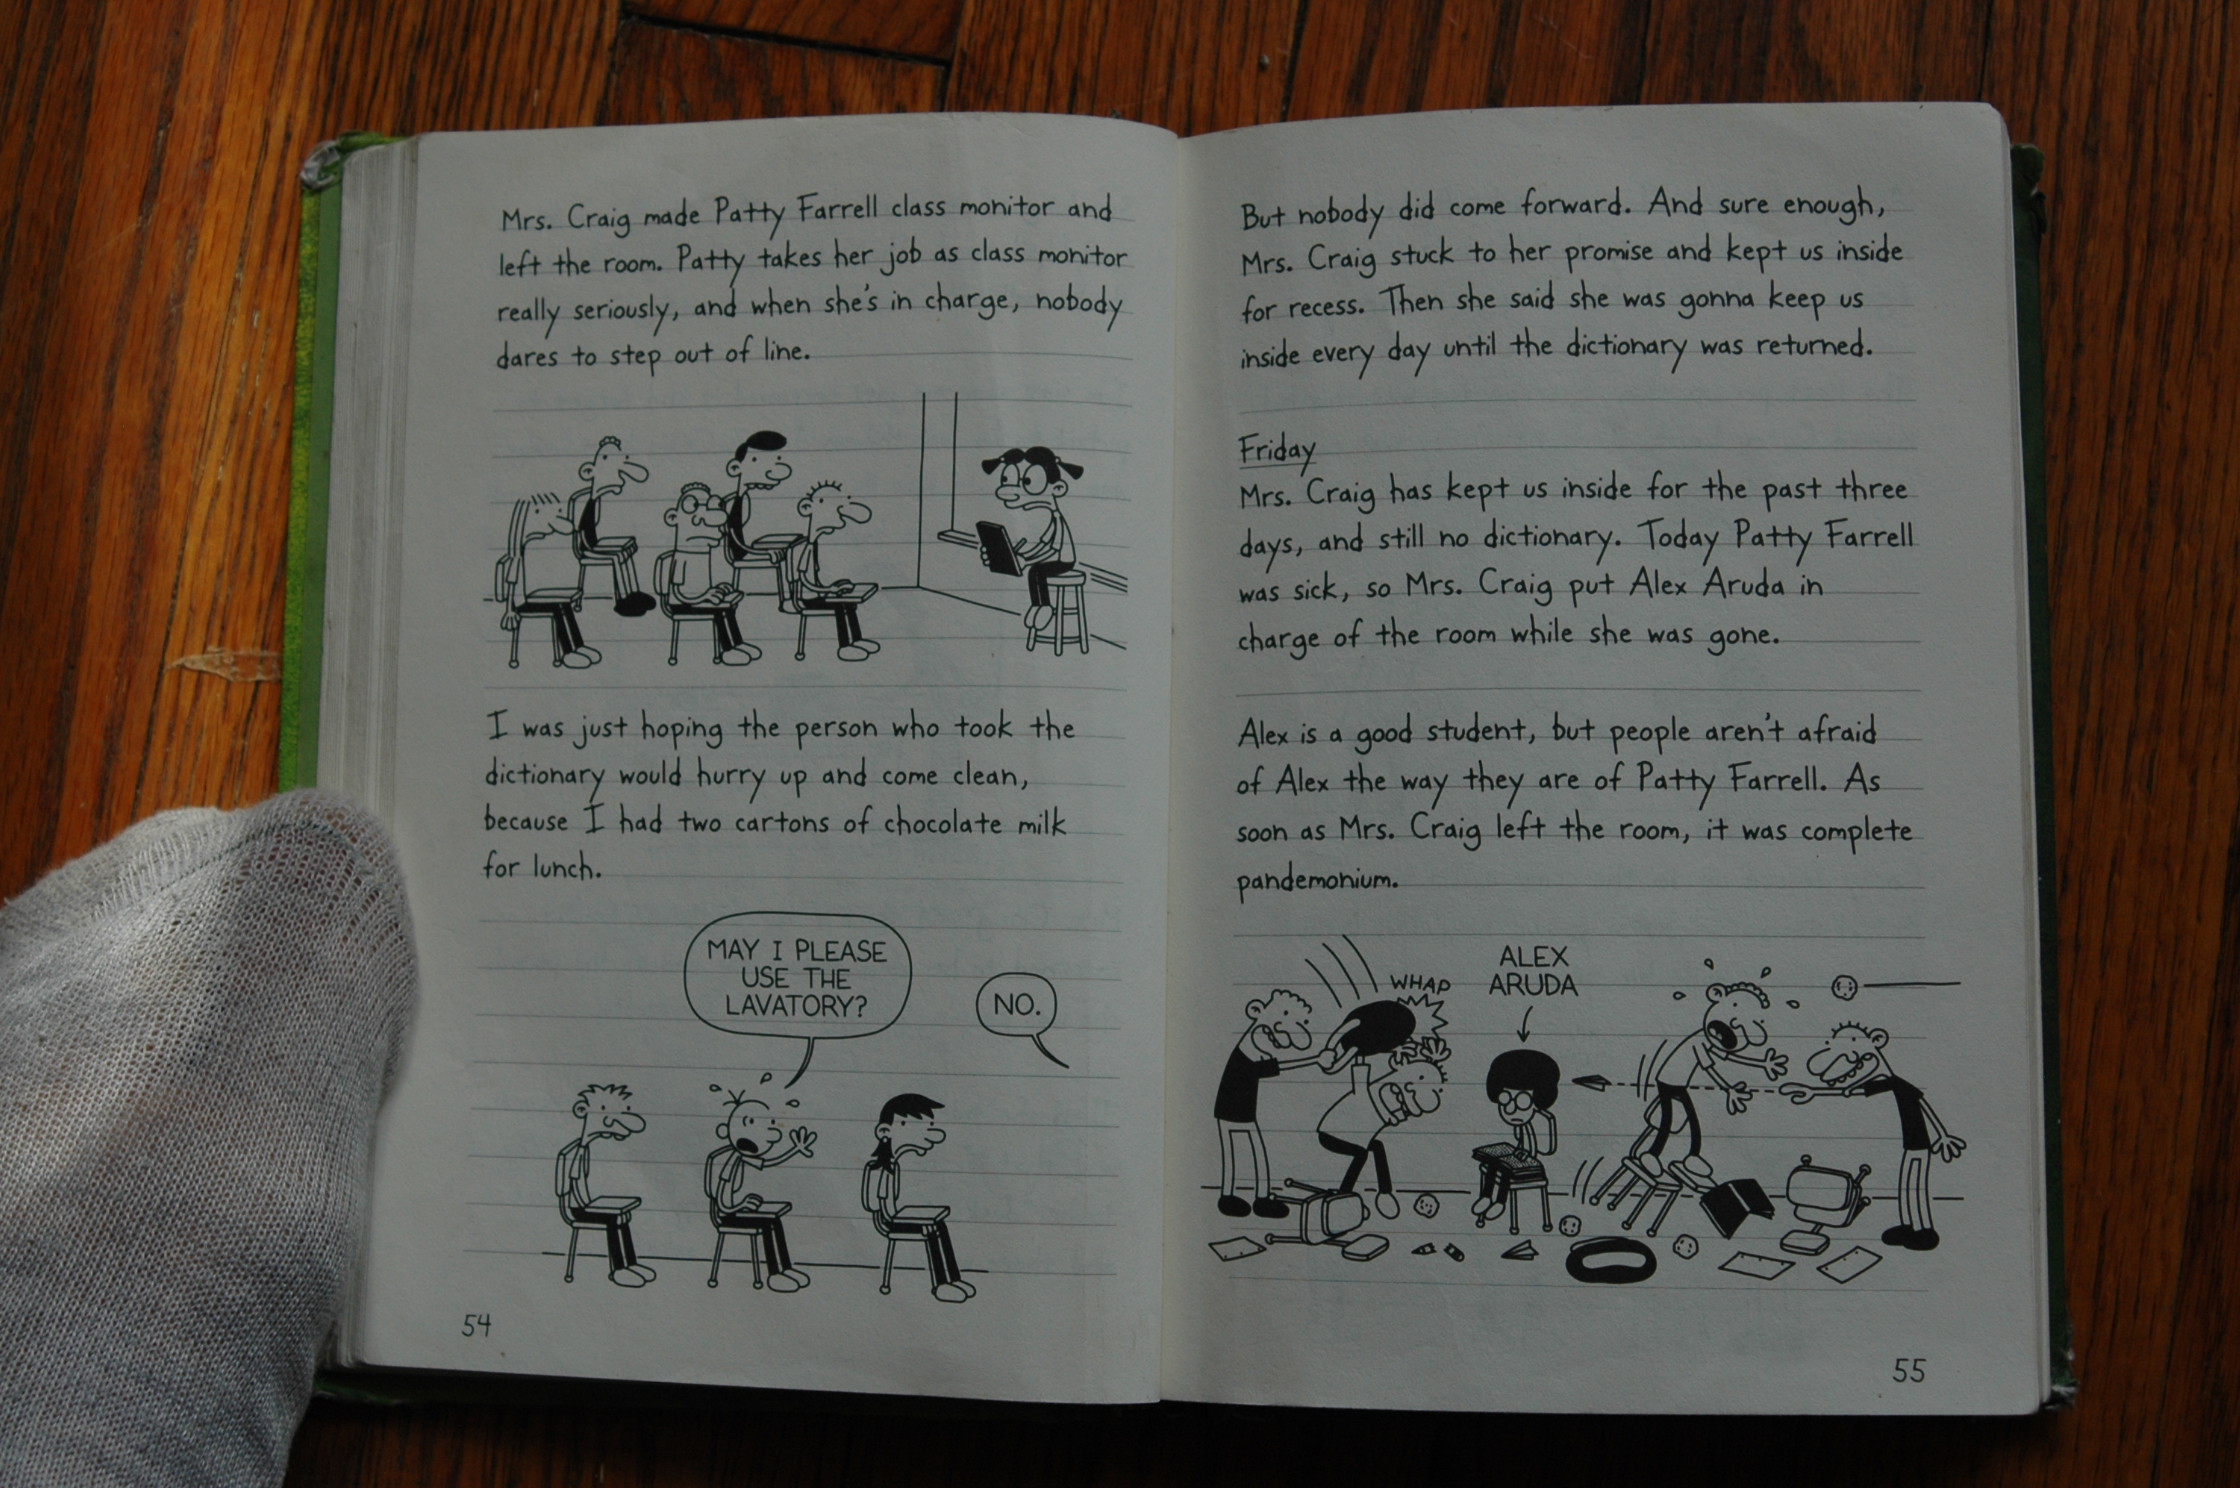 Mrs. Craig made Patty Farrell class monitor and
left the room. Patty takes her job as class monitor
really seriously, and when she's in charge, nobody
dares to step out of line.
I was just hoping the person who took the
dictionary would hurry up and come clean,
because I had two cartons of chocolate milk
for lunch.
MAY I PLEASE
USE THE
LAVATORY?
NO.
54
But nobody did come forward. And sure enough,
Mrs. Craig stuck to her promise and kept us inside
for recess. Then she said she was gonna keep us
inside every day until the dictionary was returned.
Friday
Mrs. Craig has kept us inside for the past three
days, and still no dictionary. Today Patty Farrell
was sick, so Mrs. Craig put Alex Aruda in
charge of the room while she was gone.
Alex is a good student, but people aren't afraid
of Alex the way they are of Patty Farrell. As
soon as Mrs. Craig left the room, it was complete
pandemonium.
WHAP
ALEX
ARUDA
55